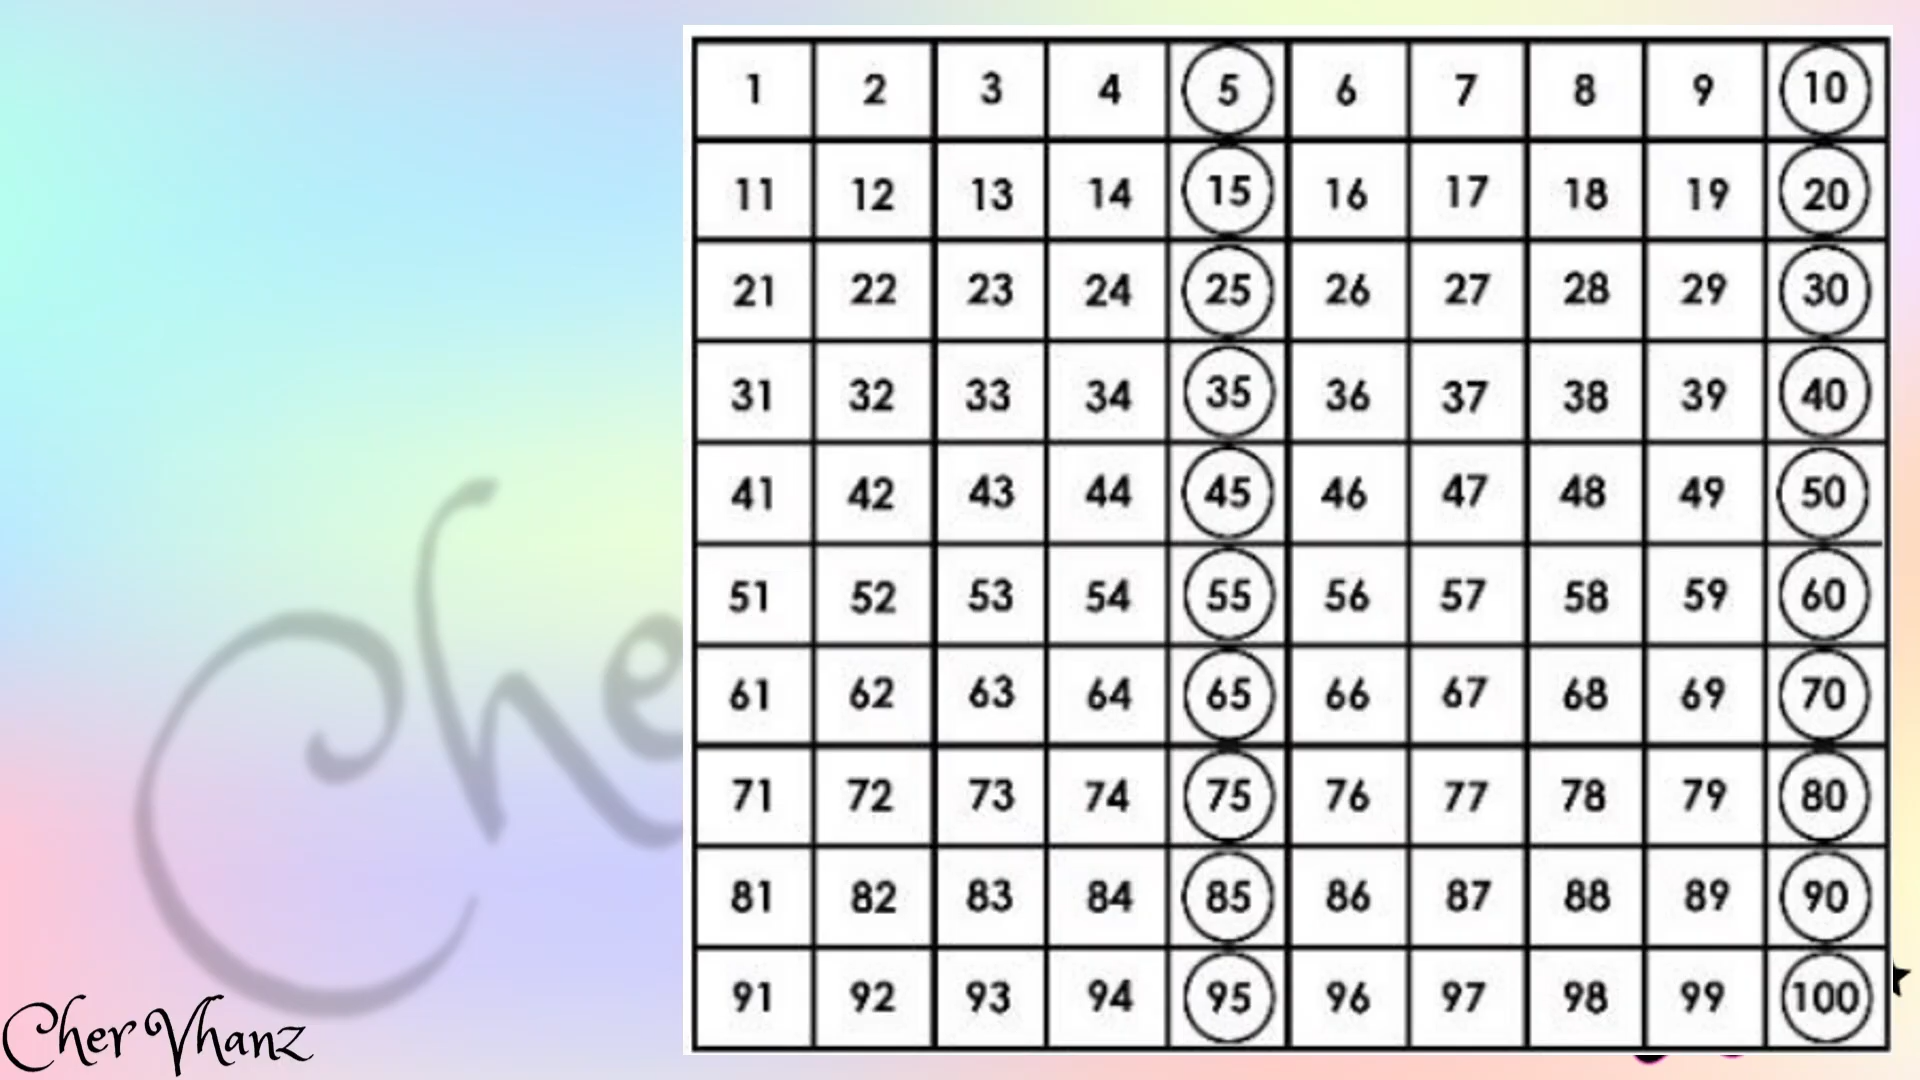 1 2 3 4 5 6 7 8 9 10
11 12 13 14 15 16 17 18 19 20
21 22 23 24 25 26 27 28 29 30
31 32 33 34 35 36 37 38 39 40
41 42 43 44 45 46 47 48 49 50
51 52 53 54 55 56 57 58 59 60
61 62 63 64 65 66 67 68 69 70
71 72 73 74 75 76 77 78 79 80
81 82 83 84 85 86 87 88 89 90
91 92 93 94 95 96 97 98 99 100
Che
Cher Vhanz